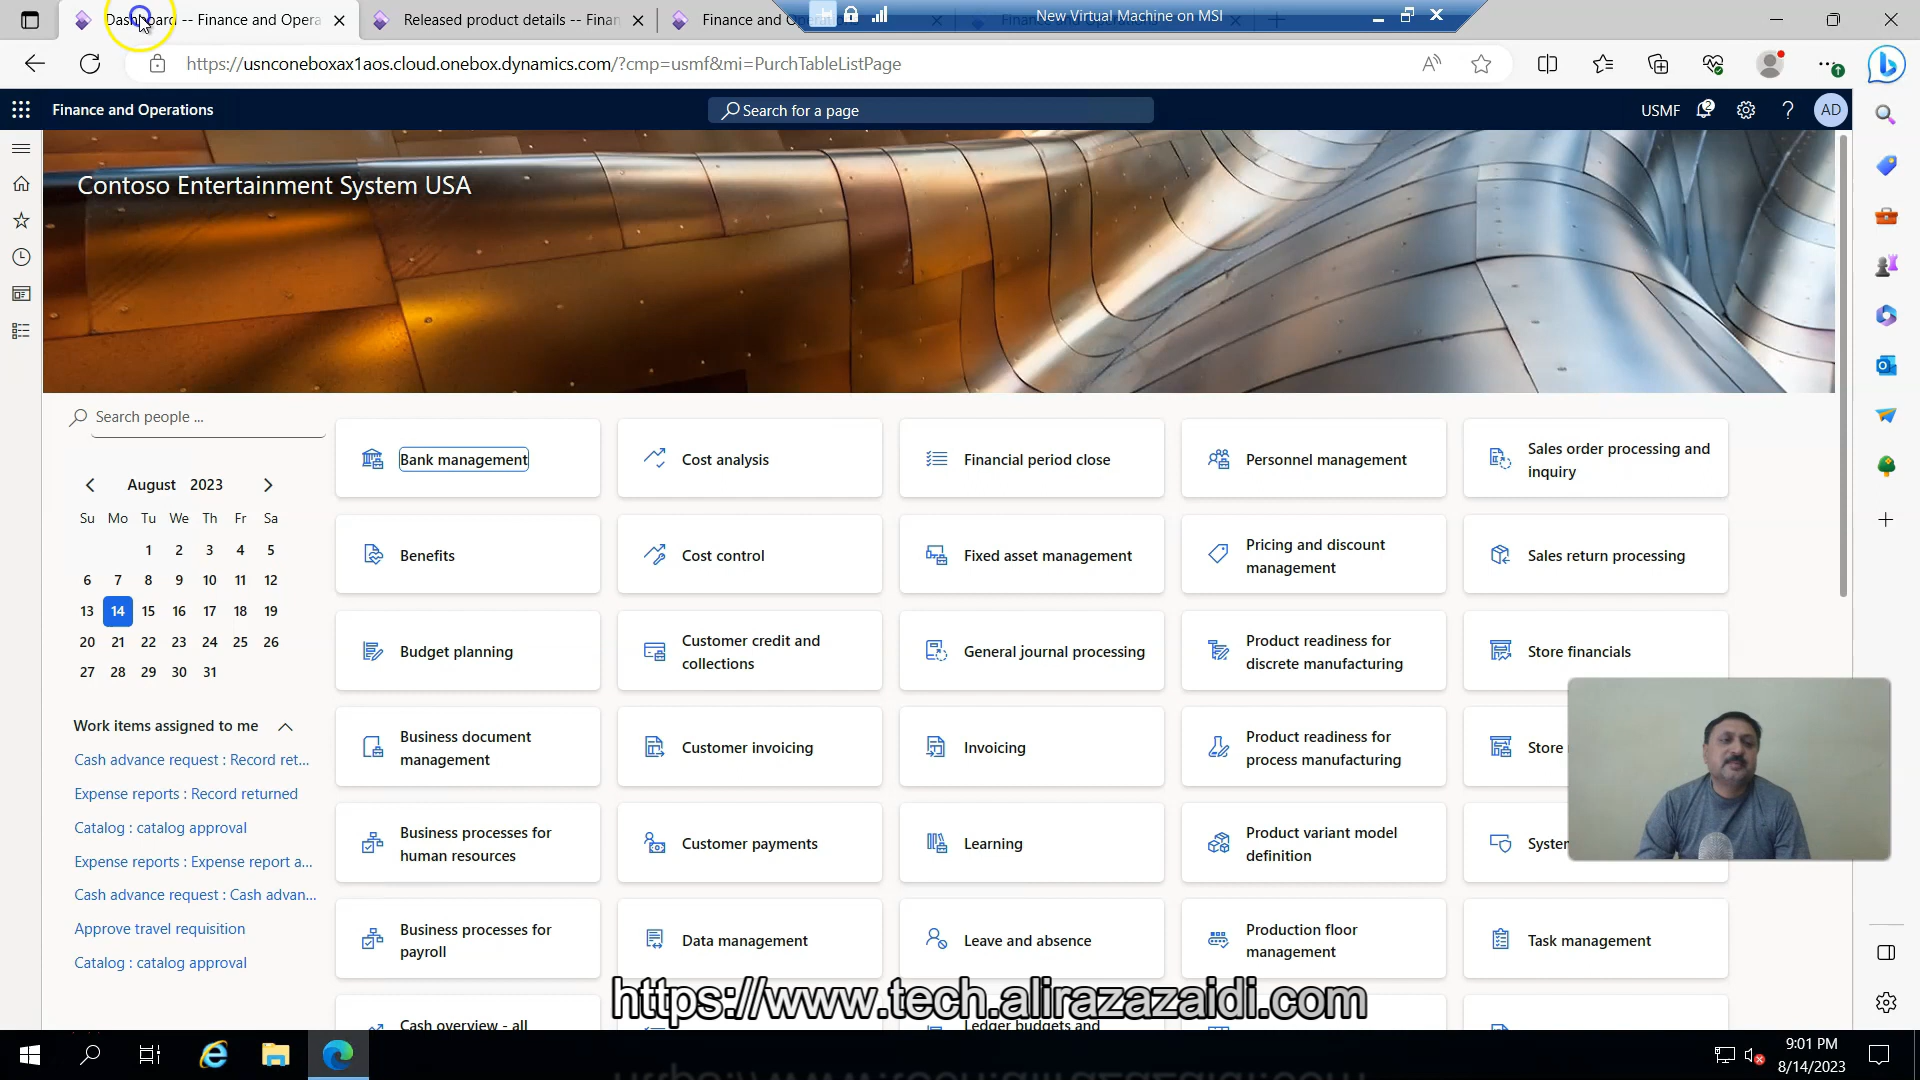 Dashboard -- Finance and Opera
Released product details -- Finan
Finance and Op
New Virtual Machine on MSI
https://usnconeboxax1aos.cloud.onebox.dynamics.com/?cmp=usmf&mi=PurchTableListPage
Finance and Operations
Search for a page
USMF
2
?
AD
Contoso Entertainment System USA
Search people ...
August 2023
Su Mo Tu We Th Fr Sa
1 2 3 4 5
6 7 8 9 10 11 12
13 14 15 16 17 18 19
20 21 22 23 24 25 26
27 28 29 30 31
Work items assigned to me
Cash advance request : Record ret...
Expense reports : Record returned
Catalog : catalog approval
Expense reports : Expense report a...
Cash advance request : Cash advan...
Approve travel requisition
Catalog : catalog approval
Bank management
Cost analysis
Financial period close
Personnel management
Sales order processing and
inquiry
Benefits
Cost control
Fixed asset management
Pricing and discount
management
Sales return processing
Budget planning
Customer credit and
collections
General journal processing
Product readiness for
discrete manufacturing
Store financials
Business document
management
Customer invoicing
Invoicing
Product readiness for
process manufacturing
Store
Business processes for
human resources
Customer payments
Learning
Product variant model
definition
System
Business processes for
payroll
Data management
Leave and absence
Production floor
management
Task management
Cash overview - all
Ledger budgets and
https://www.tech.alirazazaidi.com
9:01 PM
8/14/2023